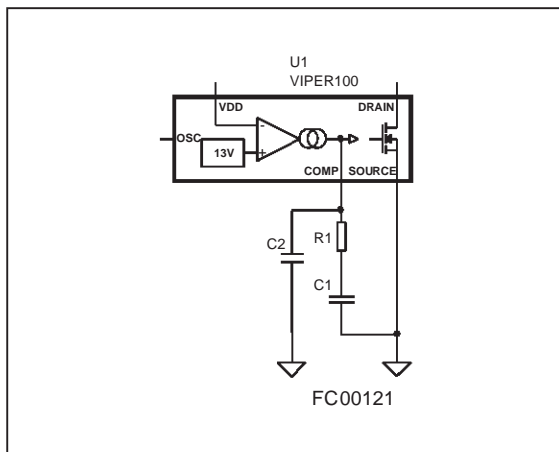 U1
VIPER100
VDD
DRAIN
-
OSC
13V
+
COMP SOURCE
C2
R1
C1
FC00121